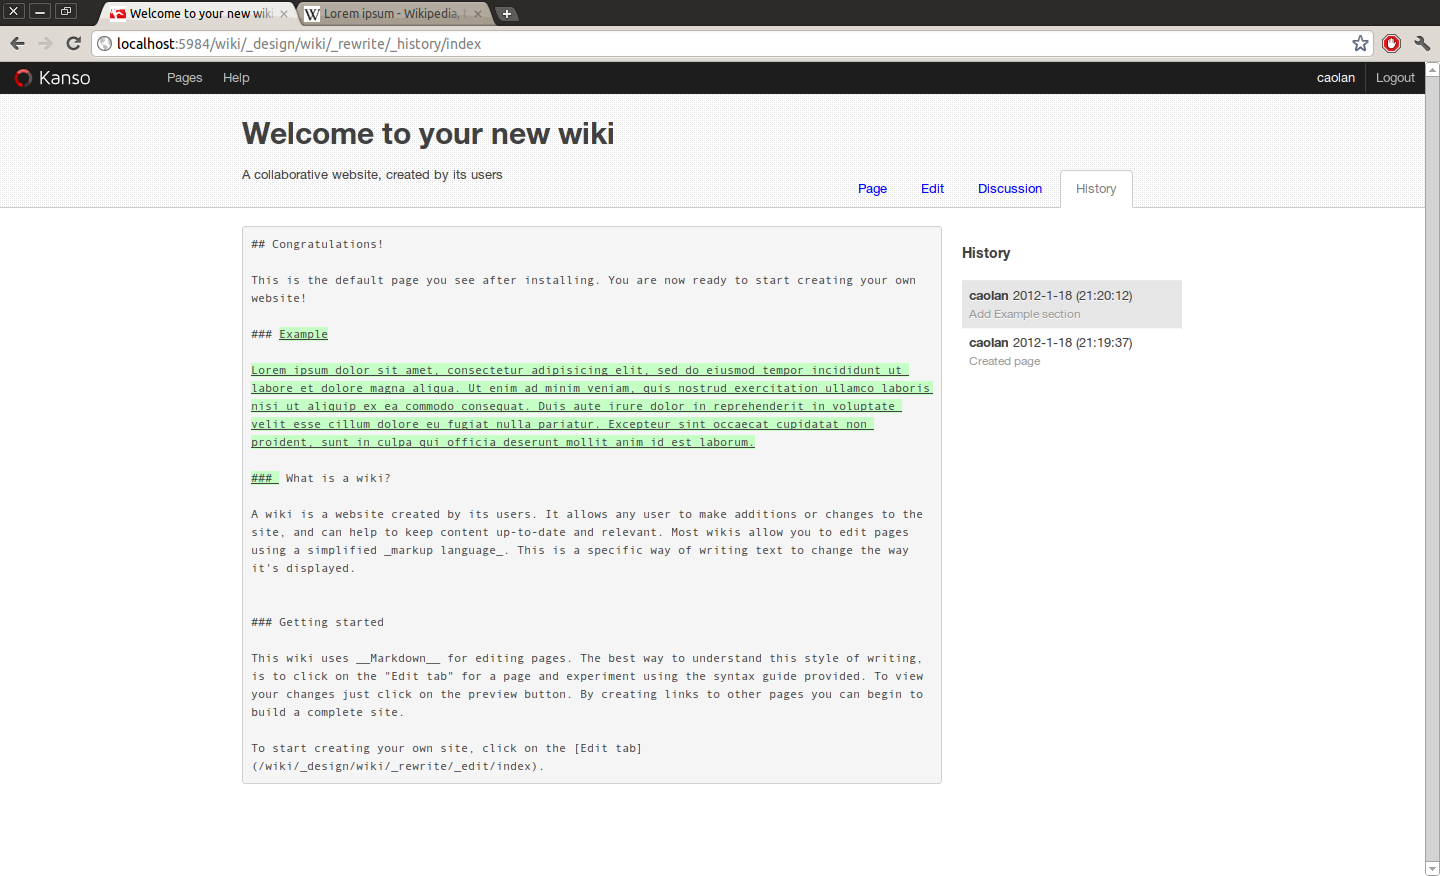 Welcome to your new wiki
Lorem ipsum - Wikipedia,
localhost:5984/wiki/_design/wiki/_rewrite/_history/index
Kanso
Pages
Help
caolan
Logout
Welcome to your new wiki
A collaborative website, created by its users
Page
Edit
Discussion
History
## Congratulations!
This is the default page you see after installing. You are now ready to start creating your own
website!
### Example
Lorem ipsum dolor sit amet, consectetur adipisicing elit, sed do eiusmod tempor incididunt ut
labore et dolore magna aliqua. Ut enim ad minim veniam, quis nostrud exercitation ullamco laboris
nisi ut aliquip ex ea commodo consequat. Duis aute irure dolor in reprehenderit in voluptate
velit esse cillum dolore eu fugiat nulla pariatur. Excepteur sint occaecat cupidatat non
proident, sunt in culpa qui officia deserunt mollit anim id est laborum.
### What is a wiki?
A wiki is a website created by its users. It allows any user to make additions or changes to the
site, and can help to keep content up-to-date and relevant. Most wikis allow you to edit pages
using a simplified _markup language_. This is a specific way of writing text to change the way
it's displayed.
### Getting started
This wiki uses __Markdown__ for editing pages. The best way to understand this style of writing,
is to click on the "Edit tab" for a page and experiment using the syntax guide provided. To view
your changes just click on the preview button. By creating links to other pages you can begin to
build a complete site.
To start creating your own site, click on the [Edit tab]
(/wiki/_design/wiki/_rewrite/_edit/index).
History
caolan 2012-1-18 (21:20:12)
Add Example section
caolan 2012-1-18 (21:19:37)
Created page